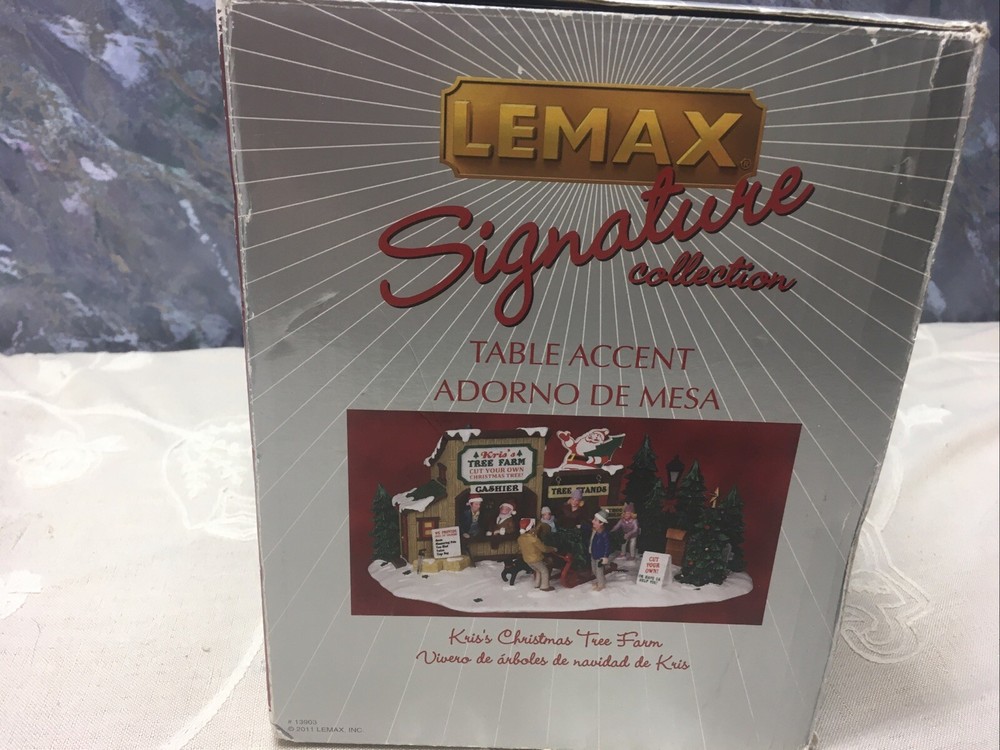 LEMAX
Signature
collection
TABLE ACCENT
ADORNO DE MESA
Kris's
TREE FARM
CUT YOUR OWN
CHRISTMAS TREE!
CASHIER
TREE STANDS
CUT
YOUR
OWN!
Kris's Christmas Tree Farm
Vivero de árboles de navidad de Kris
# 13903
© 2011 LEMAX, INC